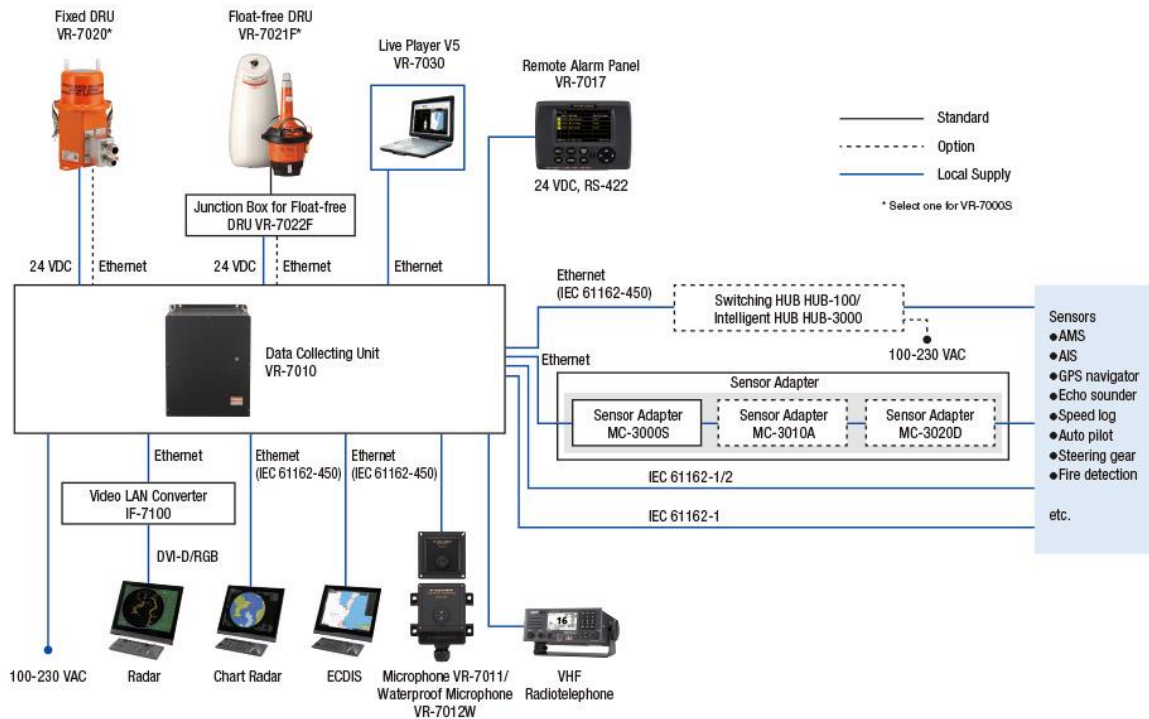 Fixed DRU
VR-7020*
Float-free DRU
VR-7021F*
Live Player V5
VR-7030
Remote Alarm Panel
VR-7017
24 VDC, RS-422
Standard
Option
Local Supply
* Select one for VR-7000S
Junction Box for Float-free
DRU VR-7022F
24 VDC
Ethernet
24 VDC
Ethernet
Ethernet
Data Collecting Unit
VR-7010
Ethernet
(IEC 61162-450)
Switching HUB HUB-100/
Intelligent HUB HUB-3000
100-230 VAC
Ethernet
Sensor Adapter
Sensor Adapter
MC-3000S
Sensor Adapter
MC-3010A
Sensor Adapter
MC-3020D
IEC 61162-1/2
IEC 61162-1
Sensors
●AMS
●AIS
●GPS navigator
●Echo sounder
●Speed log
●Auto pilot
●Steering gear
●Fire detection
etc.
Ethernet
Ethernet
(IEC 61162-450)
Ethernet
(IEC 61162-450)
Video LAN Converter
IF-7100
DVI-D/RGB
16
100-230 VAC
Radar
Chart Radar
ECDIS
Microphone VR-7011/
Waterproof Microphone
VR-7012W
VHF
Radiotelephone